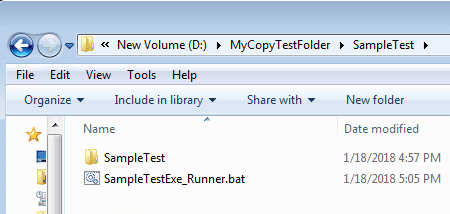 « New Volume (D:) ▸ MyCopyTestFolder ▸ SampleTest ▸
File Edit View Tools Help
Organize ▾ Include in library ▾ Share with ▾ New folder
Name Date modified
SampleTest 1/18/2018 4:57 PM
SampleTestExe_Runner.bat 1/18/2018 5:05 PM